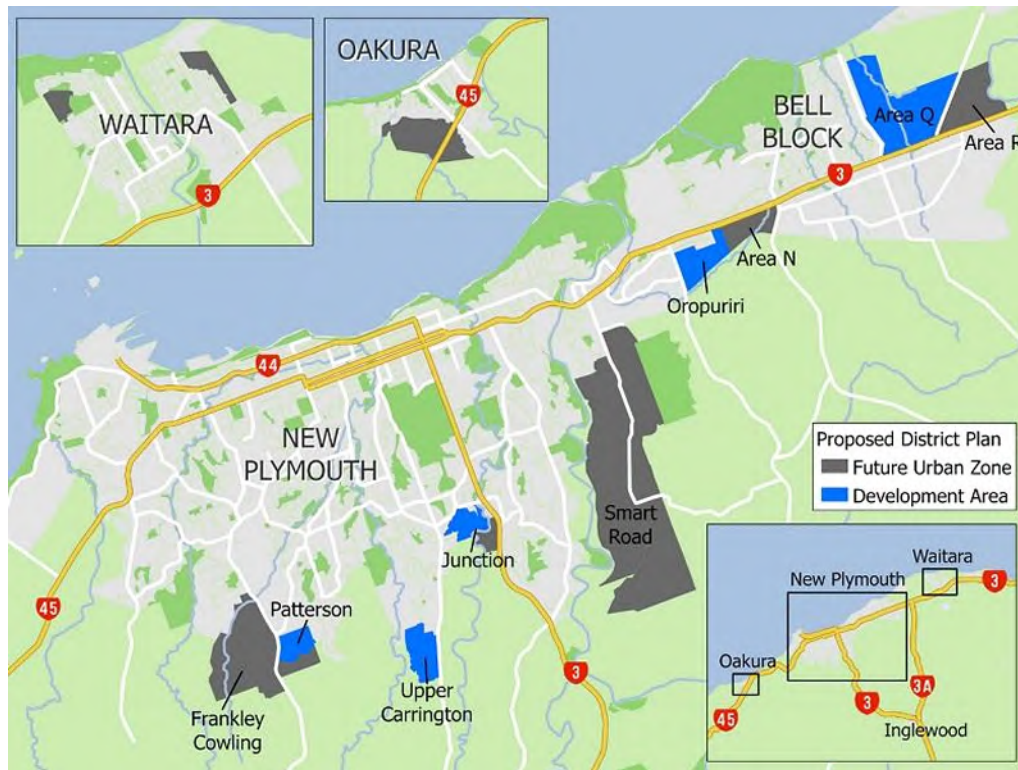 WAITARA
3
OAKURA
45
BELL
BLOCK
Area Q
Area R
3
Area N
Oropuriri
44
NEW
PLYMOUTH
Smart
Road
Junction
Patterson
45
3
Upper
Carrington
Frankley
Cowling
Proposed District Plan
Future Urban Zone
Development Area
Waitara
New Plymouth
3
Oakura
3A
3
45
Inglewood